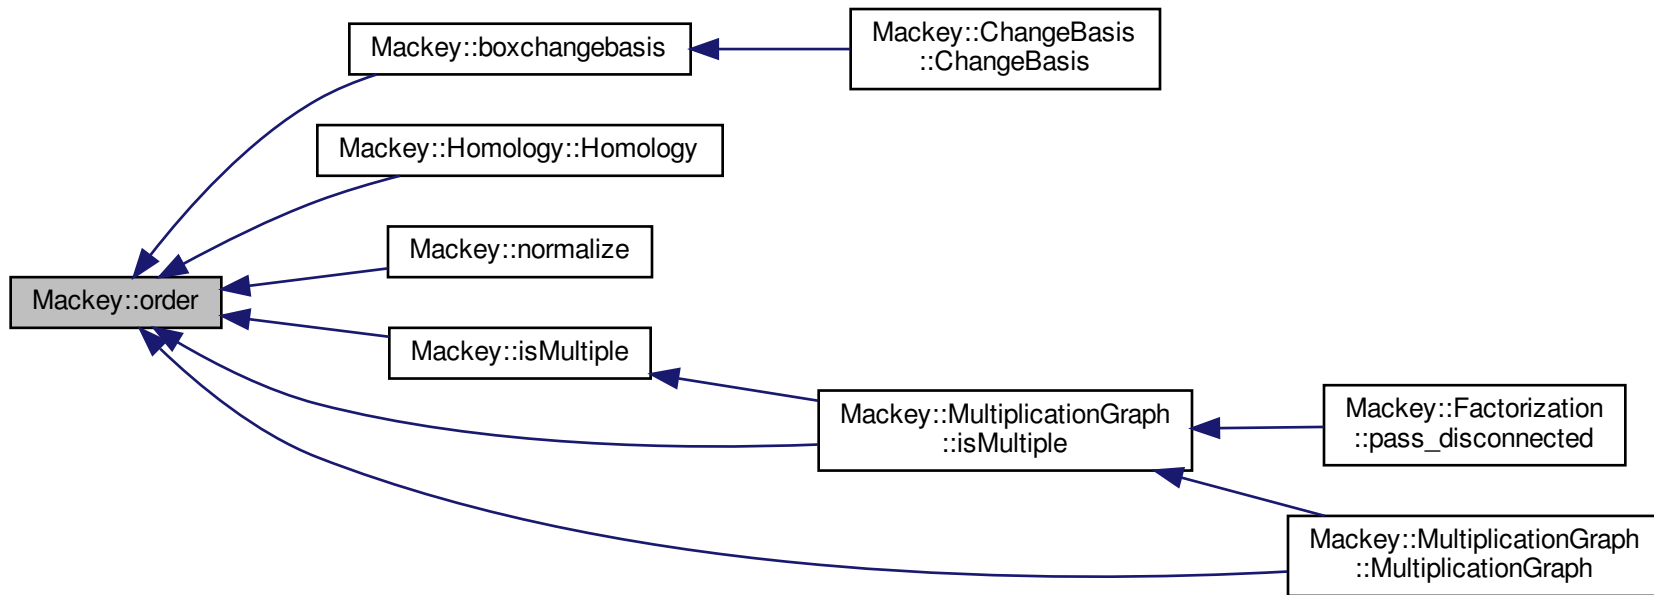 Mackey::boxchangebasis
Mackey::ChangeBasis
::ChangeBasis
Mackey::Homology::Homology
Mackey::normalize
Mackey::order
Mackey::isMultiple
Mackey::MultiplicationGraph
::isMultiple
Mackey::Factorization
::pass_disconnected
Mackey::MultiplicationGraph
::MultiplicationGraph